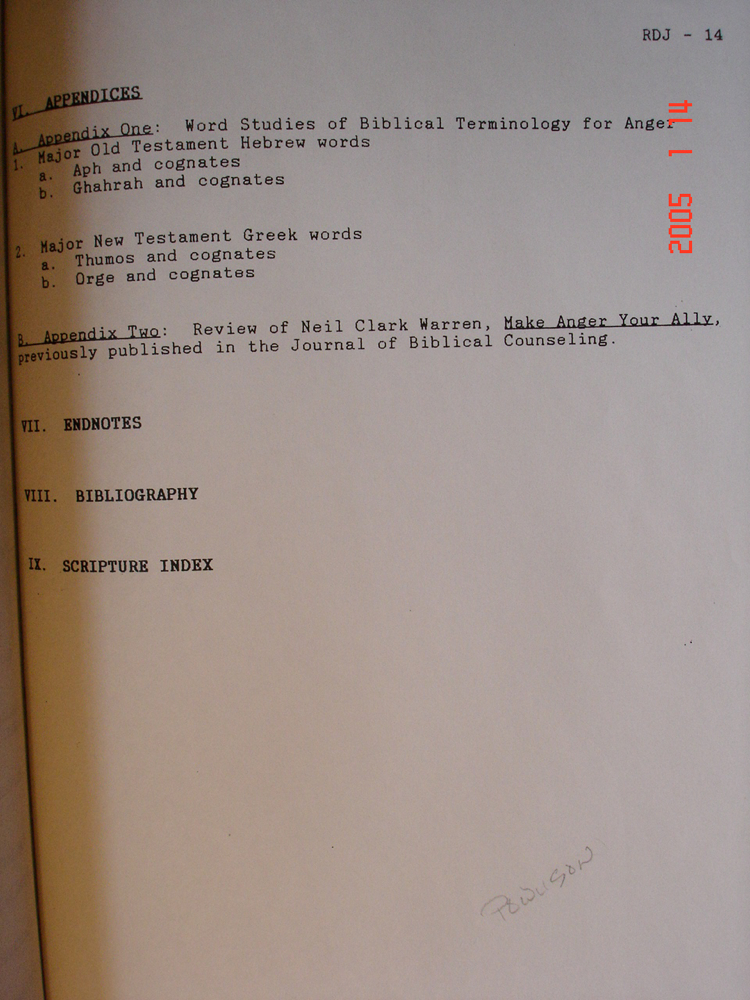 RDJ - 14
VI. APPENDICES
A. Appendix One: Word Studies of Biblical Terminology for Anger
1. Major Old Testament Hebrew words
a. Aph and cognates
b. Ghahrah and cognates
2. Major New Testament Greek words
a. Thumos and cognates
b. Orge and cognates
B. Appendix Two: Review of Neil Clark Warren, Make Anger Your Ally,
previously published in the Journal of Biblical Counseling.
VII. ENDNOTES
VIII. BIBLIOGRAPHY
IX. SCRIPTURE INDEX
2005 1 14